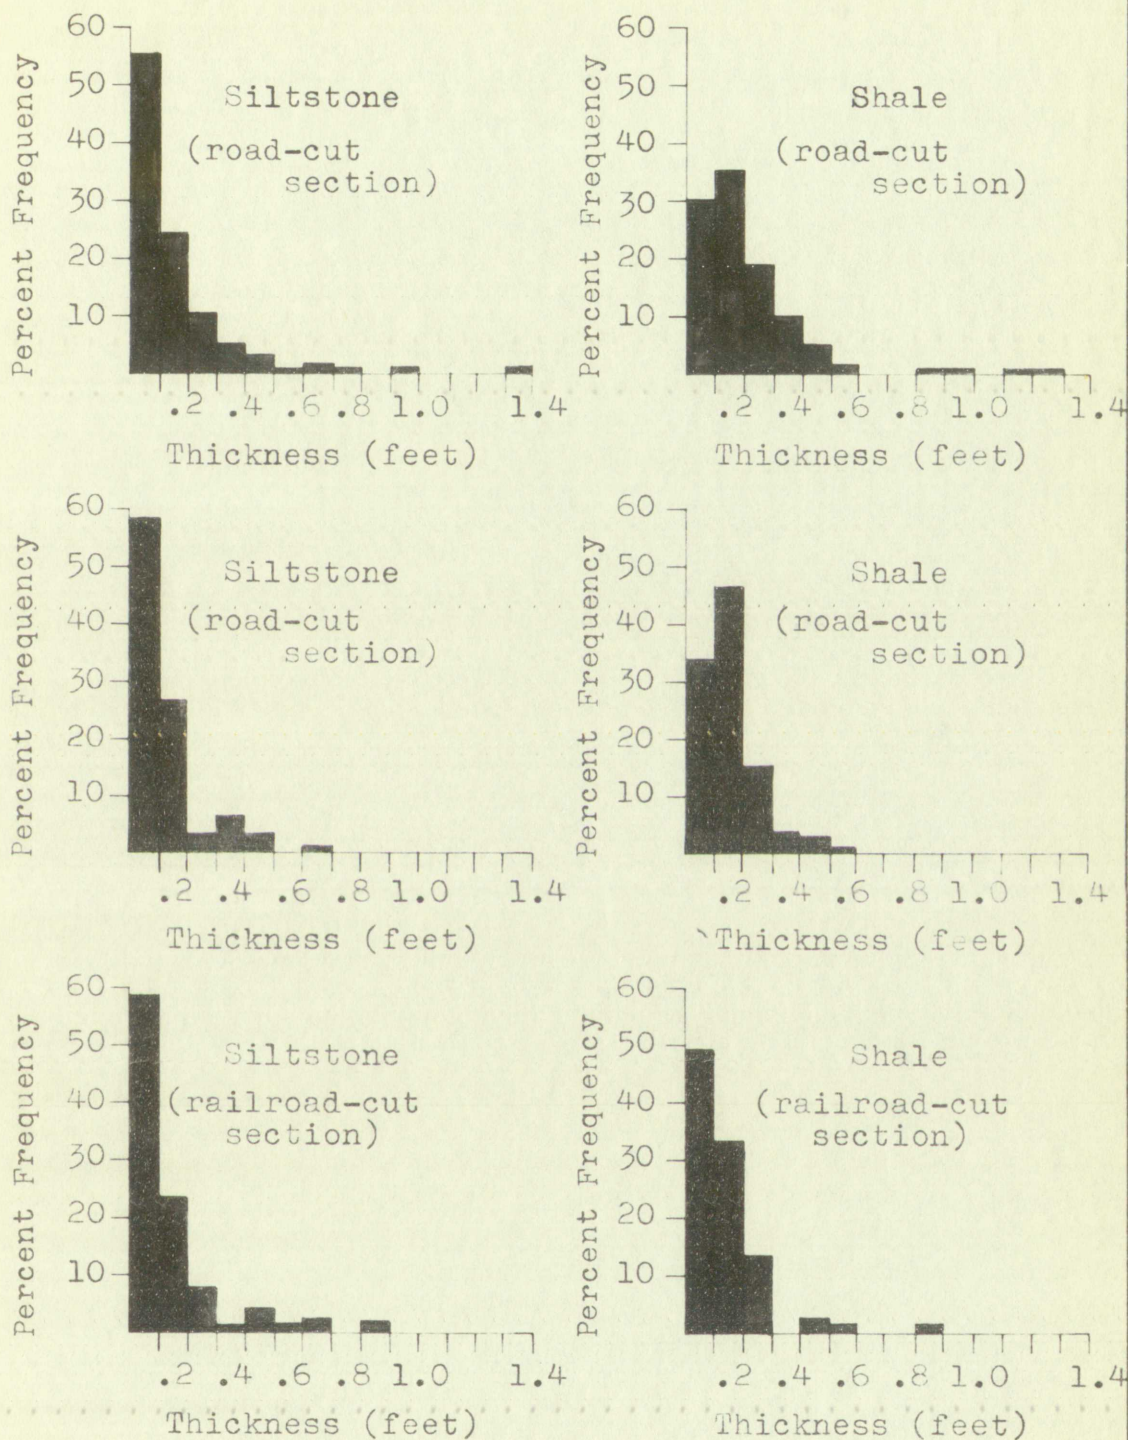 Percent Frequency
60
50
40
30
20
10
Siltstone
(road-cut
section)
.2 .4 .6 .8 1.0 1.4
Thickness (feet)
Percent Frequency
60
50
40
30
20
10
Shale
(road-cut
section)
.2 .4 .6 .8 1.0 1.4
Thickness (feet)
Percent Frequency
60
50
40
30
20
10
Siltstone
(road-cut
section)
.2 .4 .6 .8 1.0 1.4
Thickness (feet)
Percent Frequency
60
50
40
30
20
10
Shale
(road-cut
section)
.2 .4 .6 .8 1.0 1.4
Thickness (feet)
Percent Frequency
60
50
40
30
20
10
Siltstone
(railroad-cut
section)
.2 .4 .6 .8 1.0 1.4
Thickness (feet)
Percent Frequency
60
50
40
30
20
10
Shale
(railroad-cut
section)
.2 .4 .6 .8 1.0 1.4
Thickness (feet)